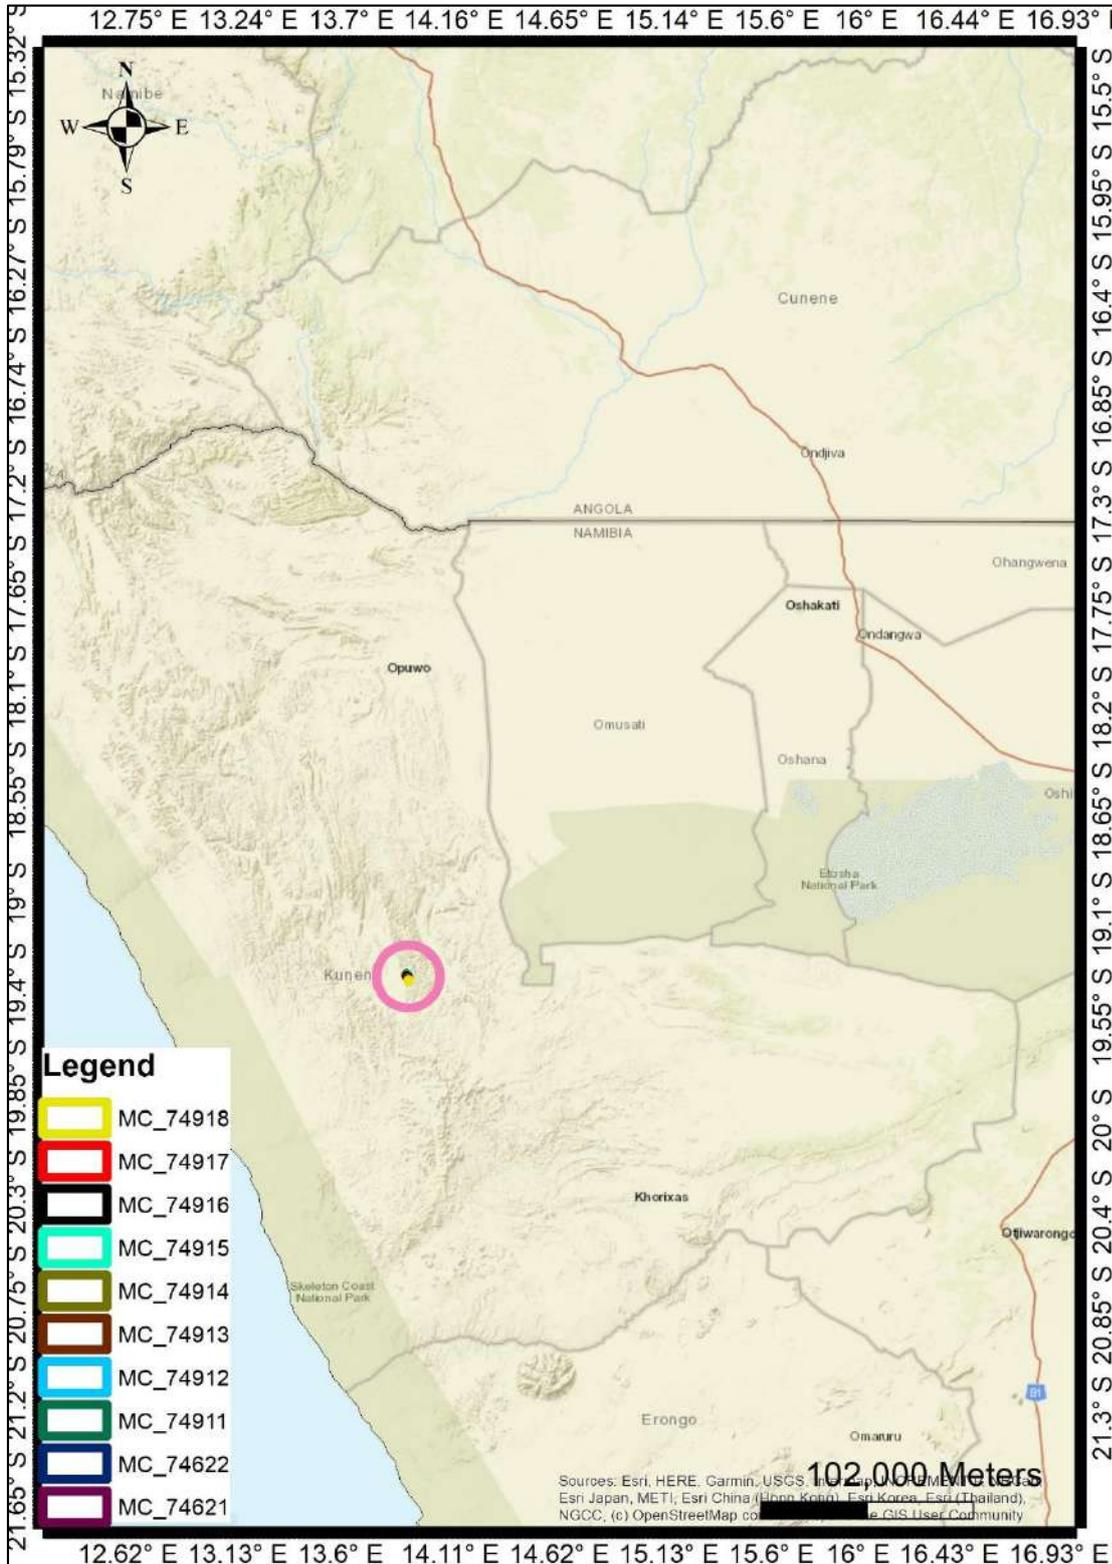 12.75° E 13.24° E 13.7° E 14.16° E 14.65° E 15.14° E 15.6° E 16° E 16.44° E 16.93° E
15.32° S
15.79° S
16.27° S
16.74° S
17.2° S
17.65° S
18.1° S
18.55° S
19° S
19.4° S
19.85° S
20.3° S
20.75° S
21.2° S
21.65° S
15.5° S
15.95° S
16.4° S
16.85° S
17.3° S
17.75° S
18.2° S
18.65° S
19.1° S
19.55° S
20° S
20.4° S
20.85° S
21.3° S
N
W
E
S
Namibe
Cunene
Ondjiva
ANGOLA
NAMIBIA
Ohangwena
Oshakati
Ondangwa
Opuwo
Omusati
Oshana
Oshi
Etosha
National Park
Kunen
Khorixas
Otjiwarongo
Skeleton Coast
National Park
B1
Erongo
Omaruru
Legend
MC_74918
MC_74917
MC_74916
MC_74915
MC_74914
MC_74913
MC_74912
MC_74911
MC_74622
MC_74621
102,000 Meters
Sources: Esri, HERE, Garmin, USGS,
Esri Japan, METI, Esri China (Hong Kong), Esri Korea, Esri (Thailand),
NGCC, (c) OpenStreetMap GIS User Community
12.62° E 13.13° E 13.6° E 14.11° E 14.62° E 15.13° E 15.6° E 16° E 16.43° E 16.93° E